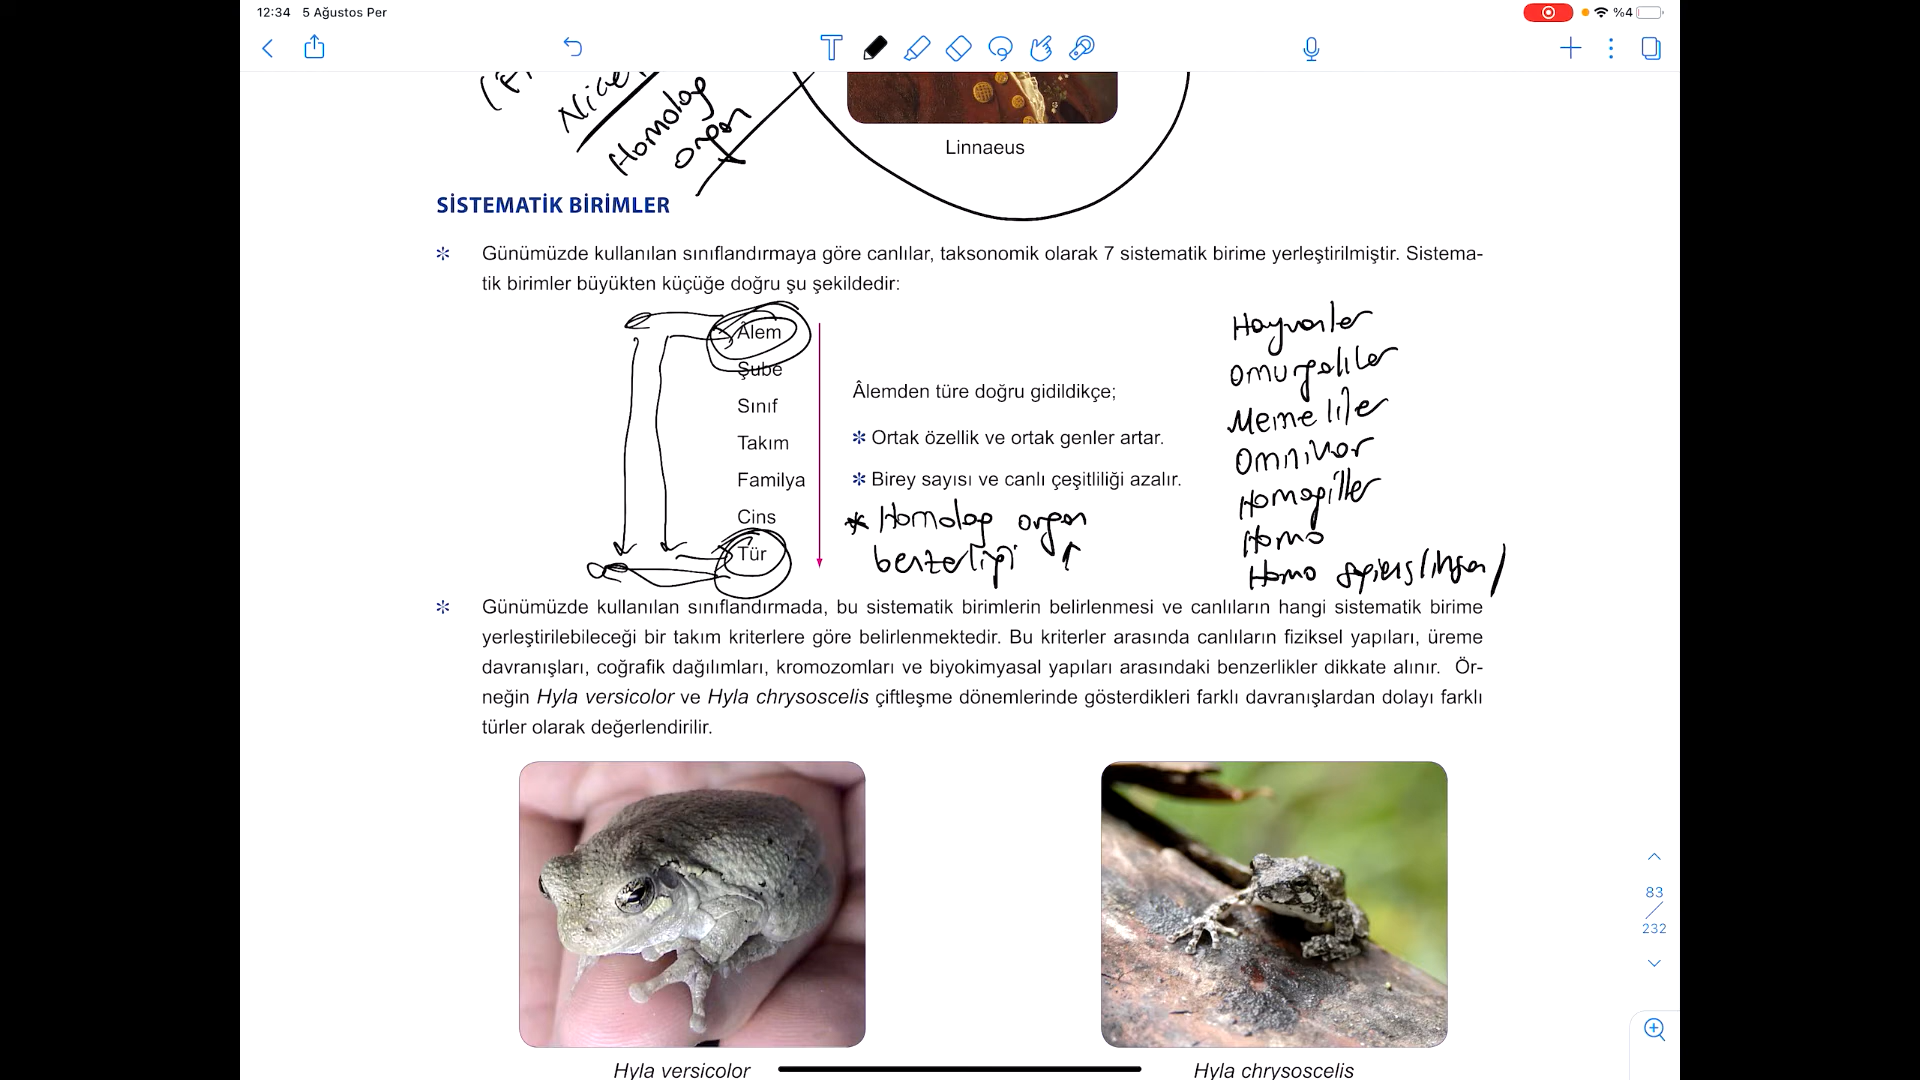 12:34 5 Ağustos Per
%4
Homolog
organ
Linnaeus
SİSTEMATİK BİRİMLER
* Günümüzde kullanılan sınıflandırmaya göre canlılar, taksonomik olarak 7 sistematik birime yerleştirilmiştir. Sistema-
tik birimler büyükten küçüğe doğru şu şekildedir:
Âlem
Şube
Sınıf
Takım
Familya
Cins
Tür
Âlemden türe doğru gidildikçe;
* Ortak özellik ve ortak genler artar.
* Birey sayısı ve canlı çeşitliliği azalır.
* Homolog organ
benzerliği ↑
Hayvanlar
Omurgalılar
Memeliler
Omnivor
Homogiller
Homo
Homo sapiens (insan)
* Günümüzde kullanılan sınıflandırmada, bu sistematik birimlerin belirlenmesi ve canlıların hangi sistematik birime
yerleştirilebileceği bir takım kriterlere göre belirlenmektedir. Bu kriterler arasında canlıların fiziksel yapıları, üreme
davranışları, coğrafik dağılımları, kromozomları ve biyokimyasal yapıları arasındaki benzerlikler dikkate alınır. Ör-
neğin Hyla versicolor ve Hyla chrysoscelis çiftleşme dönemlerinde gösterdikleri farklı davranışlardan dolayı farklı
türler olarak değerlendirilir.
Hyla versicolor
Hyla chrysoscelis
83
232